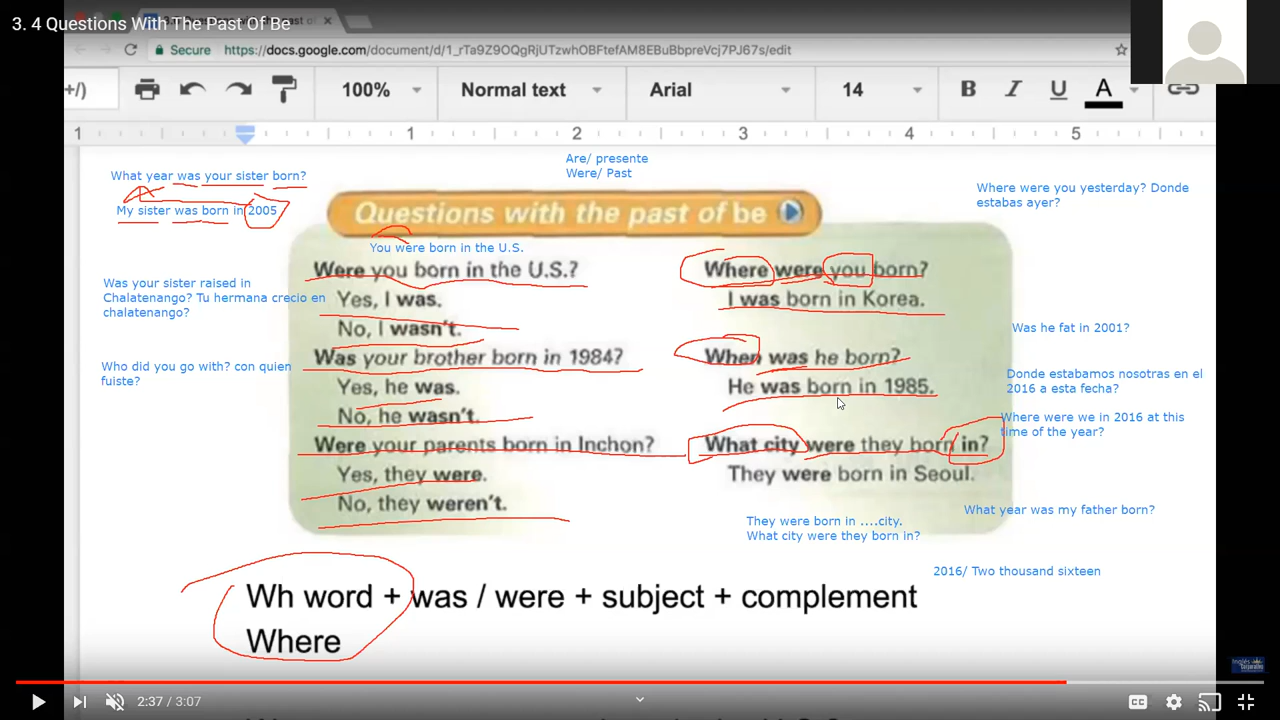 3. 4 Questions With The Past Of Be
Secure https://docs.google.com/document/d/1_rTa9Z9OQgRjUTzwhOBFtefAM8EBuBbpreVcj7PJ67s/edit
+/) 100% Normal text Arial 14 B I U A
1 1 2 3 4 5
Are/ presente
Were/ Past
What year was your sister born?
My sister was born in 2005
Where were you yesterday? Donde
estabas ayer?
Questions with the past of be
You were born in the U.S.
Were you born in the U.S.?
Yes, I was.
No, I wasn't.
Was your brother born in 1984?
Yes, he was.
No, he wasn't.
Were your parents born in Inchon?
Yes, they were.
No, they weren't.
Where were you born?
I was born in Korea.
When was he born?
He was born in 1985.
What city were they born in?
They were born in Seoul.
Was your sister raised in
Chalatenango? Tu hermana crecio en
chalatenango?
Who did you go with? con quien
fuiste?
Was he fat in 2001?
Donde estabamos nosotras en el
2016 a esta fecha?
Where were we in 2016 at this
time of the year?
What year was my father born?
They were born in ....city.
What city were they born in?
2016/ Two thousand sixteen
Wh word + was / were + subject + complement
Where
Inglés
Corporativo
2:37 / 3:07
CC